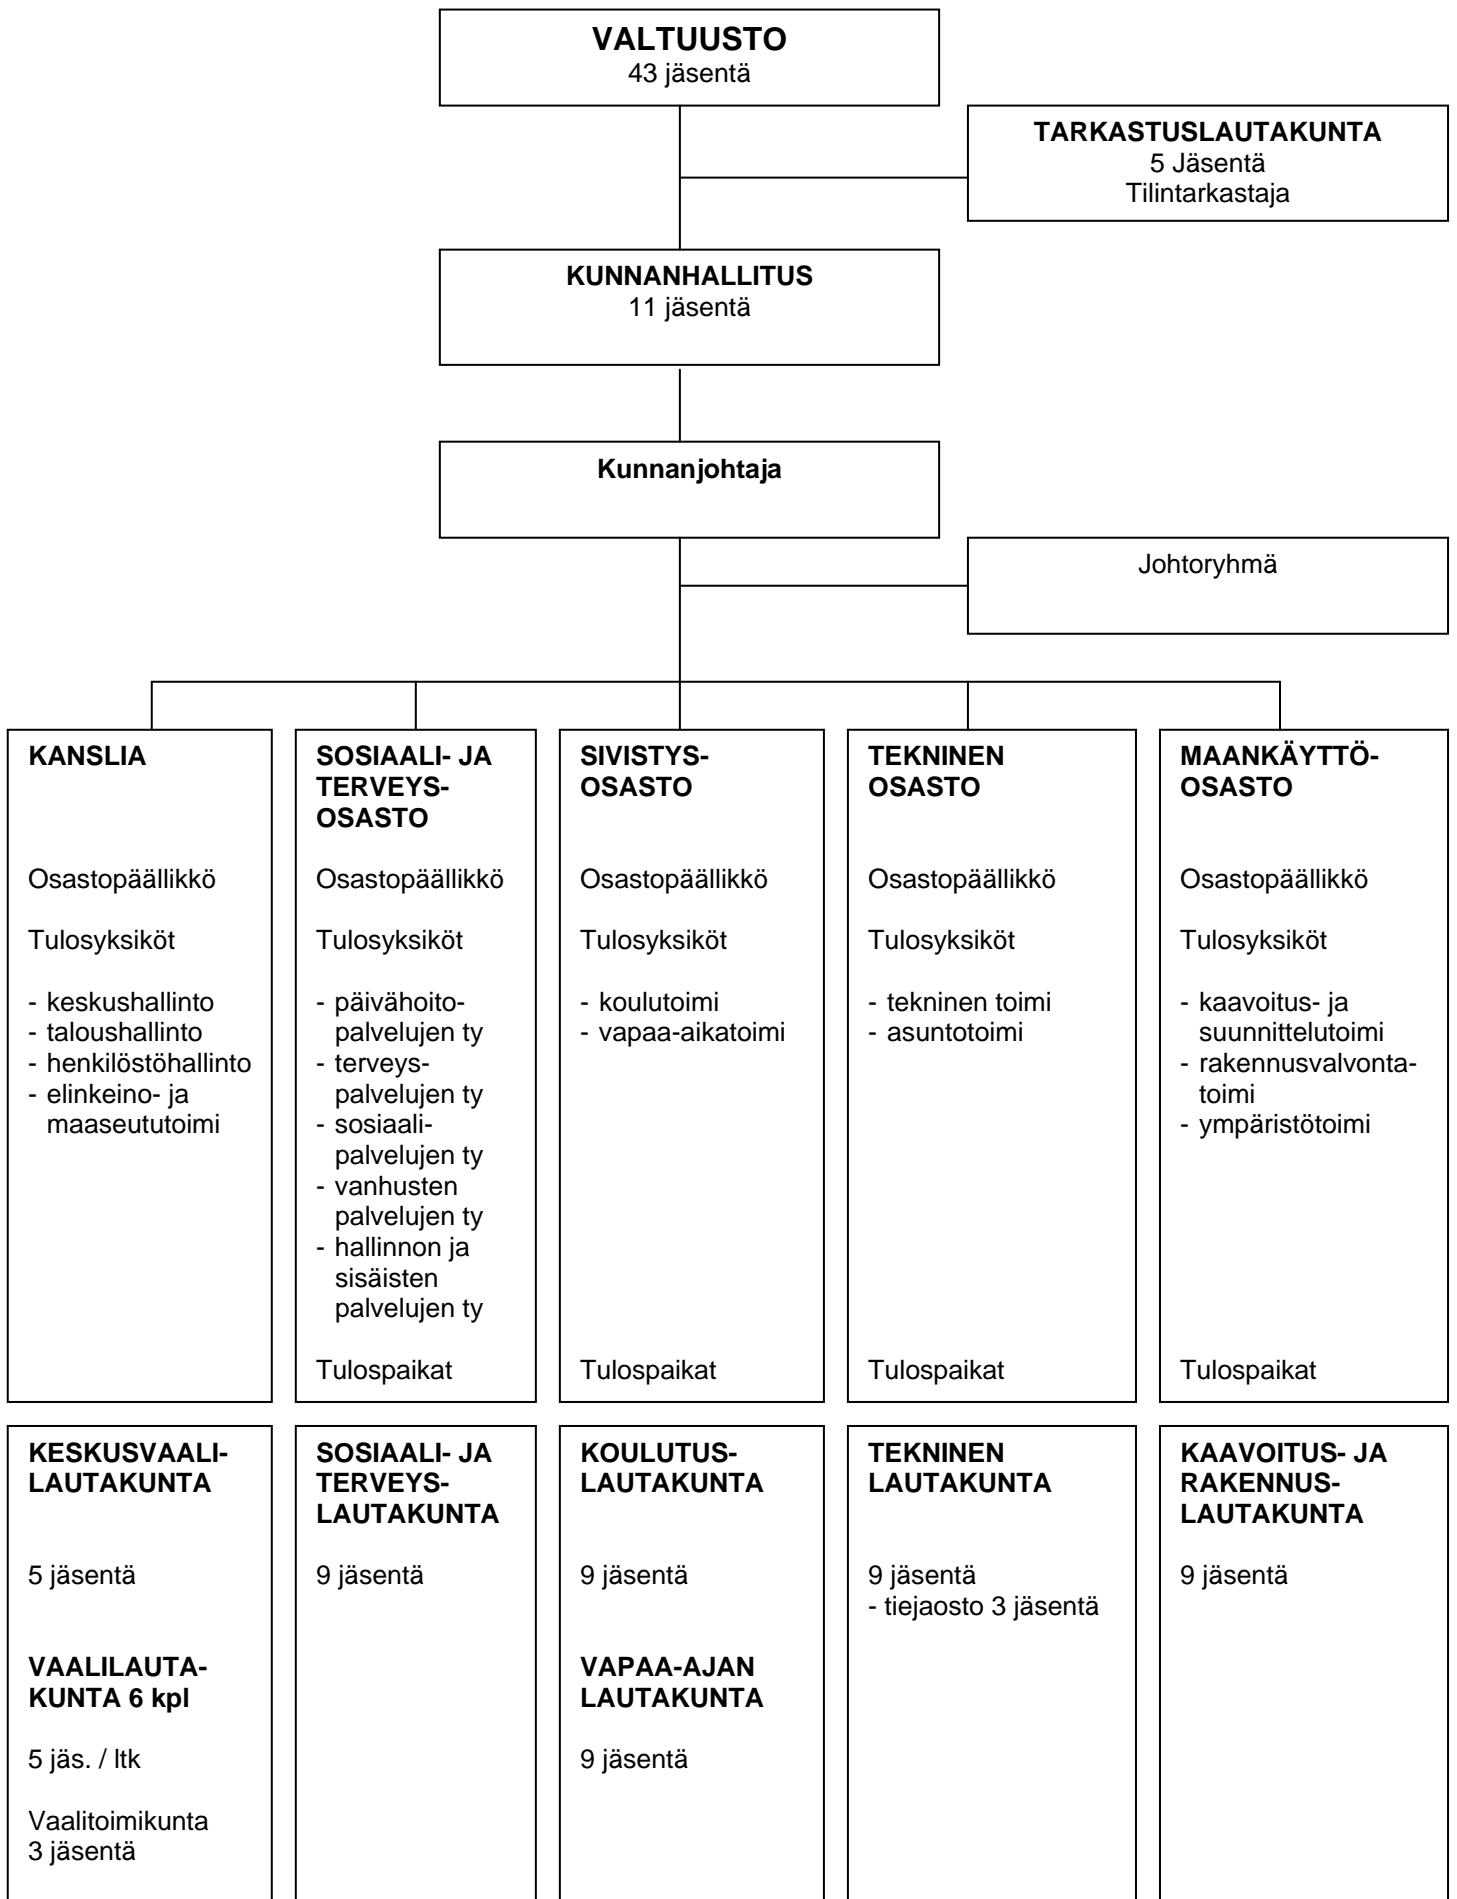 VALTUUSTO
43 jäsentä
TARKASTUSLAUTAKUNTA
5 Jäsentä
Tilintarkastaja
KUNNANHALLITUS
11 jäsentä
Kunnanjohtaja
Johtoryhmä
KANSLIA
Osastopäällikkö
Tulosyksiköt
- keskushallinto
- taloushallinto
- henkilöstöhallinto
- elinkeino- ja
maaseututoimi
SOSIAALI- JA
TERVEYS-
OSASTO
Osastopäällikkö
Tulosyksiköt
- päivähoito-
palvelujen ty
- terveys-
palvelujen ty
- sosiaali-
palvelujen ty
- vanhusten
palvelujen ty
- hallinnon ja
sisäisten
palvelujen ty
Tulospaikat
SIVISTYS-
OSASTO
Osastopäällikkö
Tulosyksiköt
- koulutoimi
- vapaa-aikatoimi
Tulospaikat
TEKNINEN
OSASTO
Osastopäällikkö
Tulosyksiköt
- tekninen toimi
- asuntotoimi
Tulospaikat
MAANKÄYTTÖ-
OSASTO
Osastopäällikkö
Tulosyksiköt
- kaavoitus- ja
suunnittelutoimi
- rakennusvalvonta-
toimi
- ympäristötoimi
Tulospaikat
KESKUSVAALI-
LAUTAKUNTA
5 jäsentä
VAALILAUTA-
KUNTA 6 kpl
5 jäs. / ltk
Vaalitoimikunta
3 jäsentä
SOSIAALI- JA
TERVEYS-
LAUTAKUNTA
9 jäsentä
KOULUTUS-
LAUTAKUNTA
9 jäsentä
VAPAA-AJAN
LAUTAKUNTA
9 jäsentä
TEKNINEN
LAUTAKUNTA
9 jäsentä
- tiejaosto 3 jäsentä
KAAVOITUS- JA
RAKENNUS-
LAUTAKUNTA
9 jäsentä